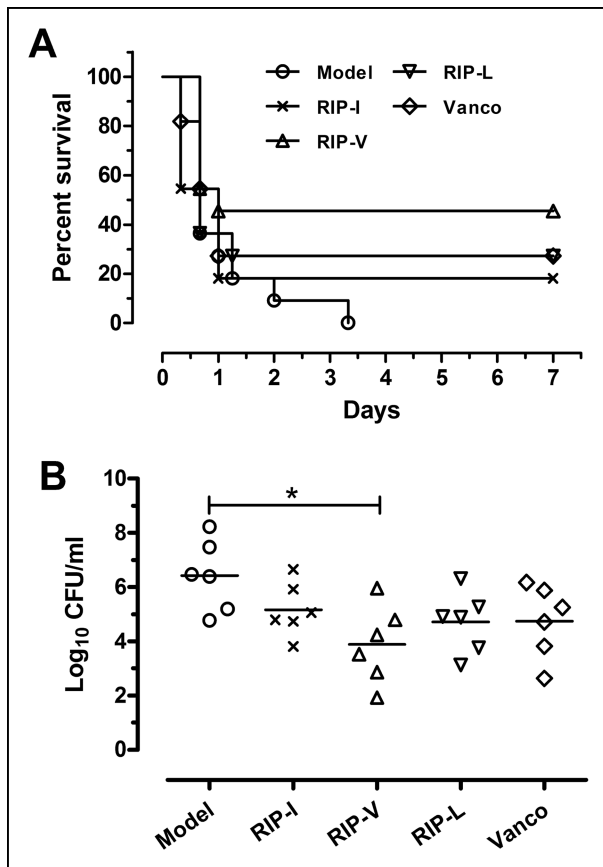 A
Percent survival
100
80
60
40
20
0
Model
RIP-I
RIP-V
RIP-L
Vanco
0 1 2 3 4 5 6 7
Days
B
Log10 CFU/ml
10
8
6
4
2
0
*
Model RIP-I RIP-V RIP-L Vanco